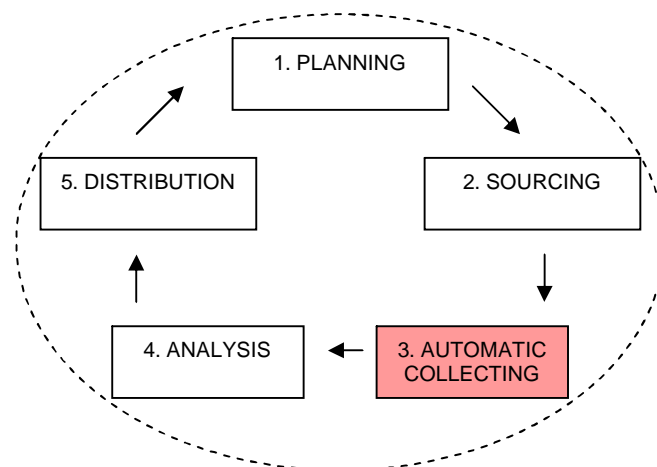 1. PLANNING
2. SOURCING
3. AUTOMATIC
COLLECTING
4. ANALYSIS
5. DISTRIBUTION